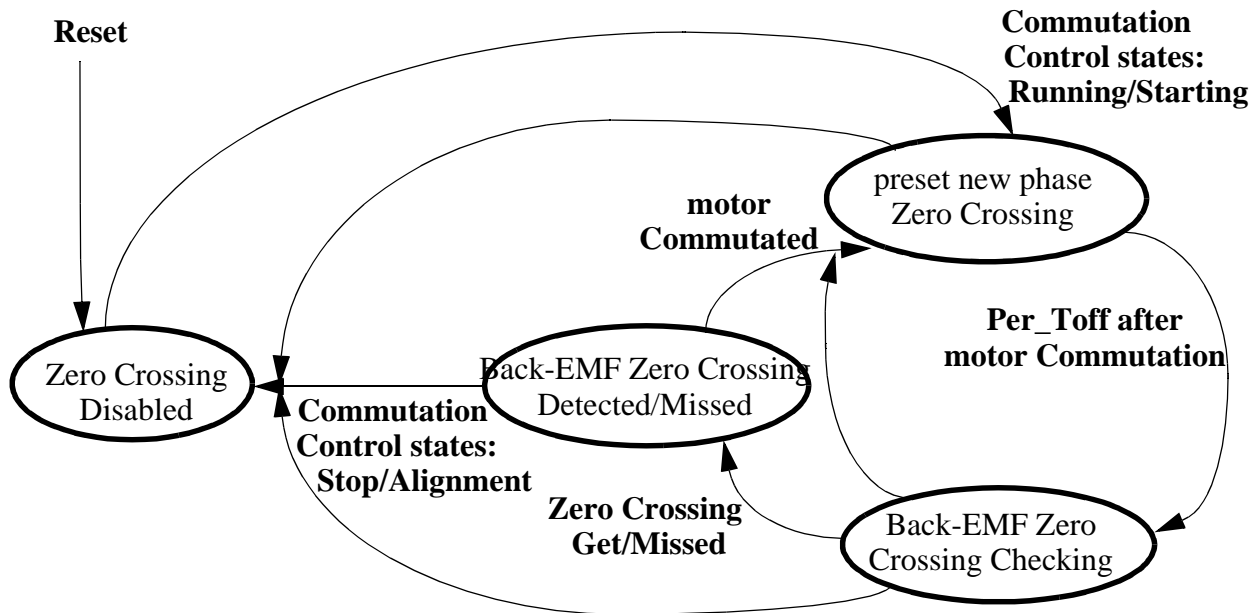 Reset
Commutation
Control states:
Running/Starting
preset new phase
Zero Crossing
motor
Commutated
Per_Toff after
motor Commutation
Zero Crossing
Disabled
Back-EMF Zero Crossing
Detected/Missed
Commutation
Control states:
Stop/Alignment
Zero Crossing
Get/Missed
Back-EMF Zero
Crossing Checking